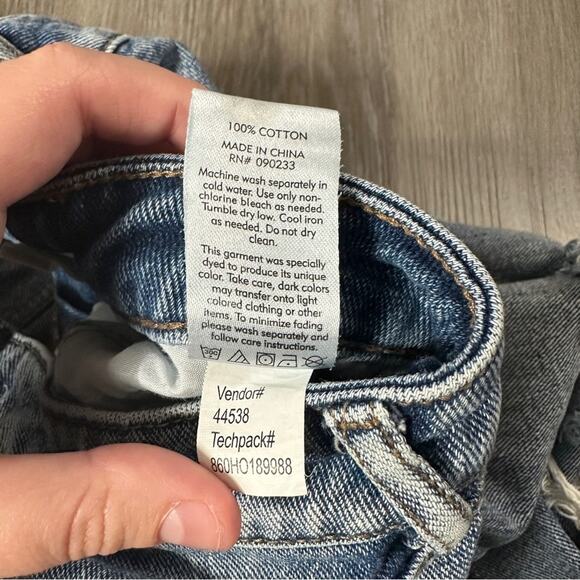 100% COTTON
MADE IN CHINA
RN# 090233
Machine wash separately in
cold water. Use only non-
chlorine bleach as needed.
Tumble dry low. Cool iron
as needed. Do not dry
clean.
This garment was specially
dyed to produce its unique
color. Take care, dark colors
may transfer onto light
colored clothing or other
items. To minimize fading
please wash separately and
follow care instructions.
Vendor#
44538
Techpack#
860HO189988